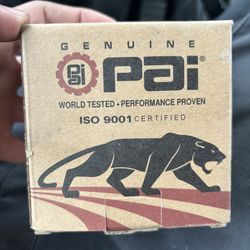 GENUINE
Pai Pai®
WORLD TESTED • PERFORMANCE PROVEN
ISO 9001 CERTIFIED